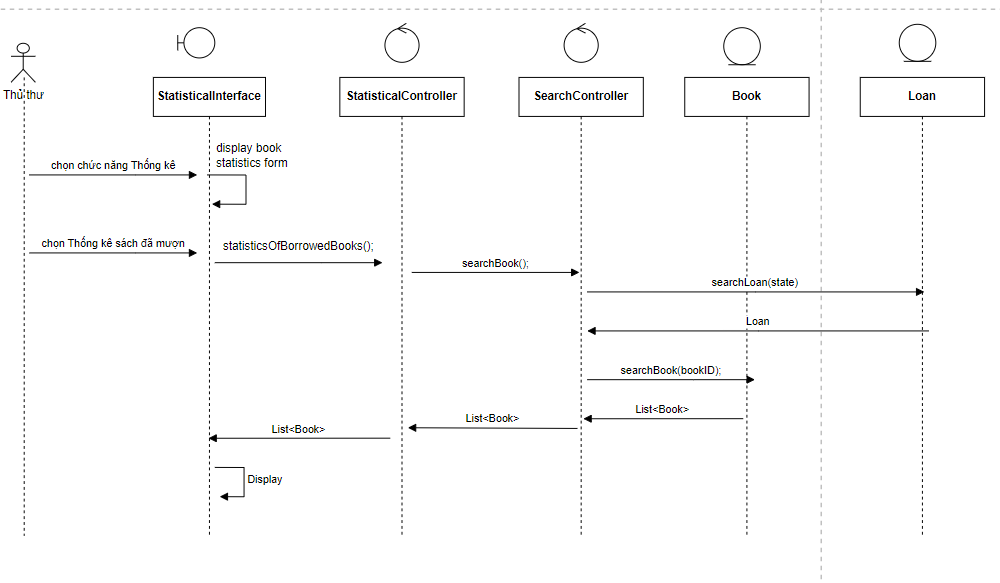 Thủ thư
StatisticalInterface
StatisticalController
SearchController
Book
Loan
display book
statistics form
chọn chức năng Thống kê
chọn Thống kê sách đã mượn
statisticsOfBorrowedBooks();
searchBook();
searchLoan(state)
Loan
searchBook(bookID);
List<Book>
List<Book>
List<Book>
Display